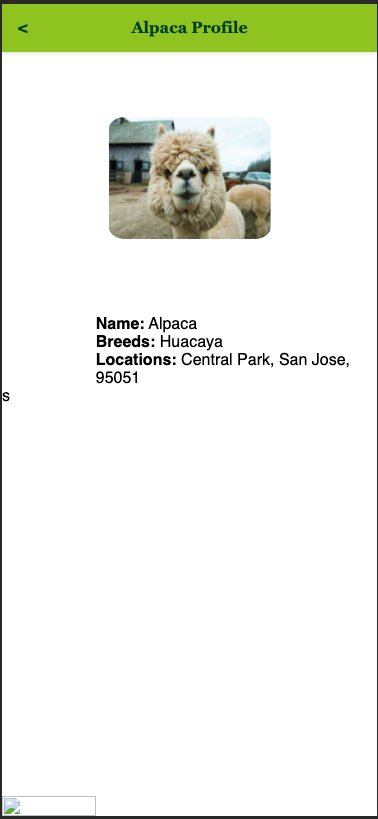 < Alpaca Profile
Name: Alpaca
Breeds: Huacaya
Locations: Central Park, San Jose,
95051
s